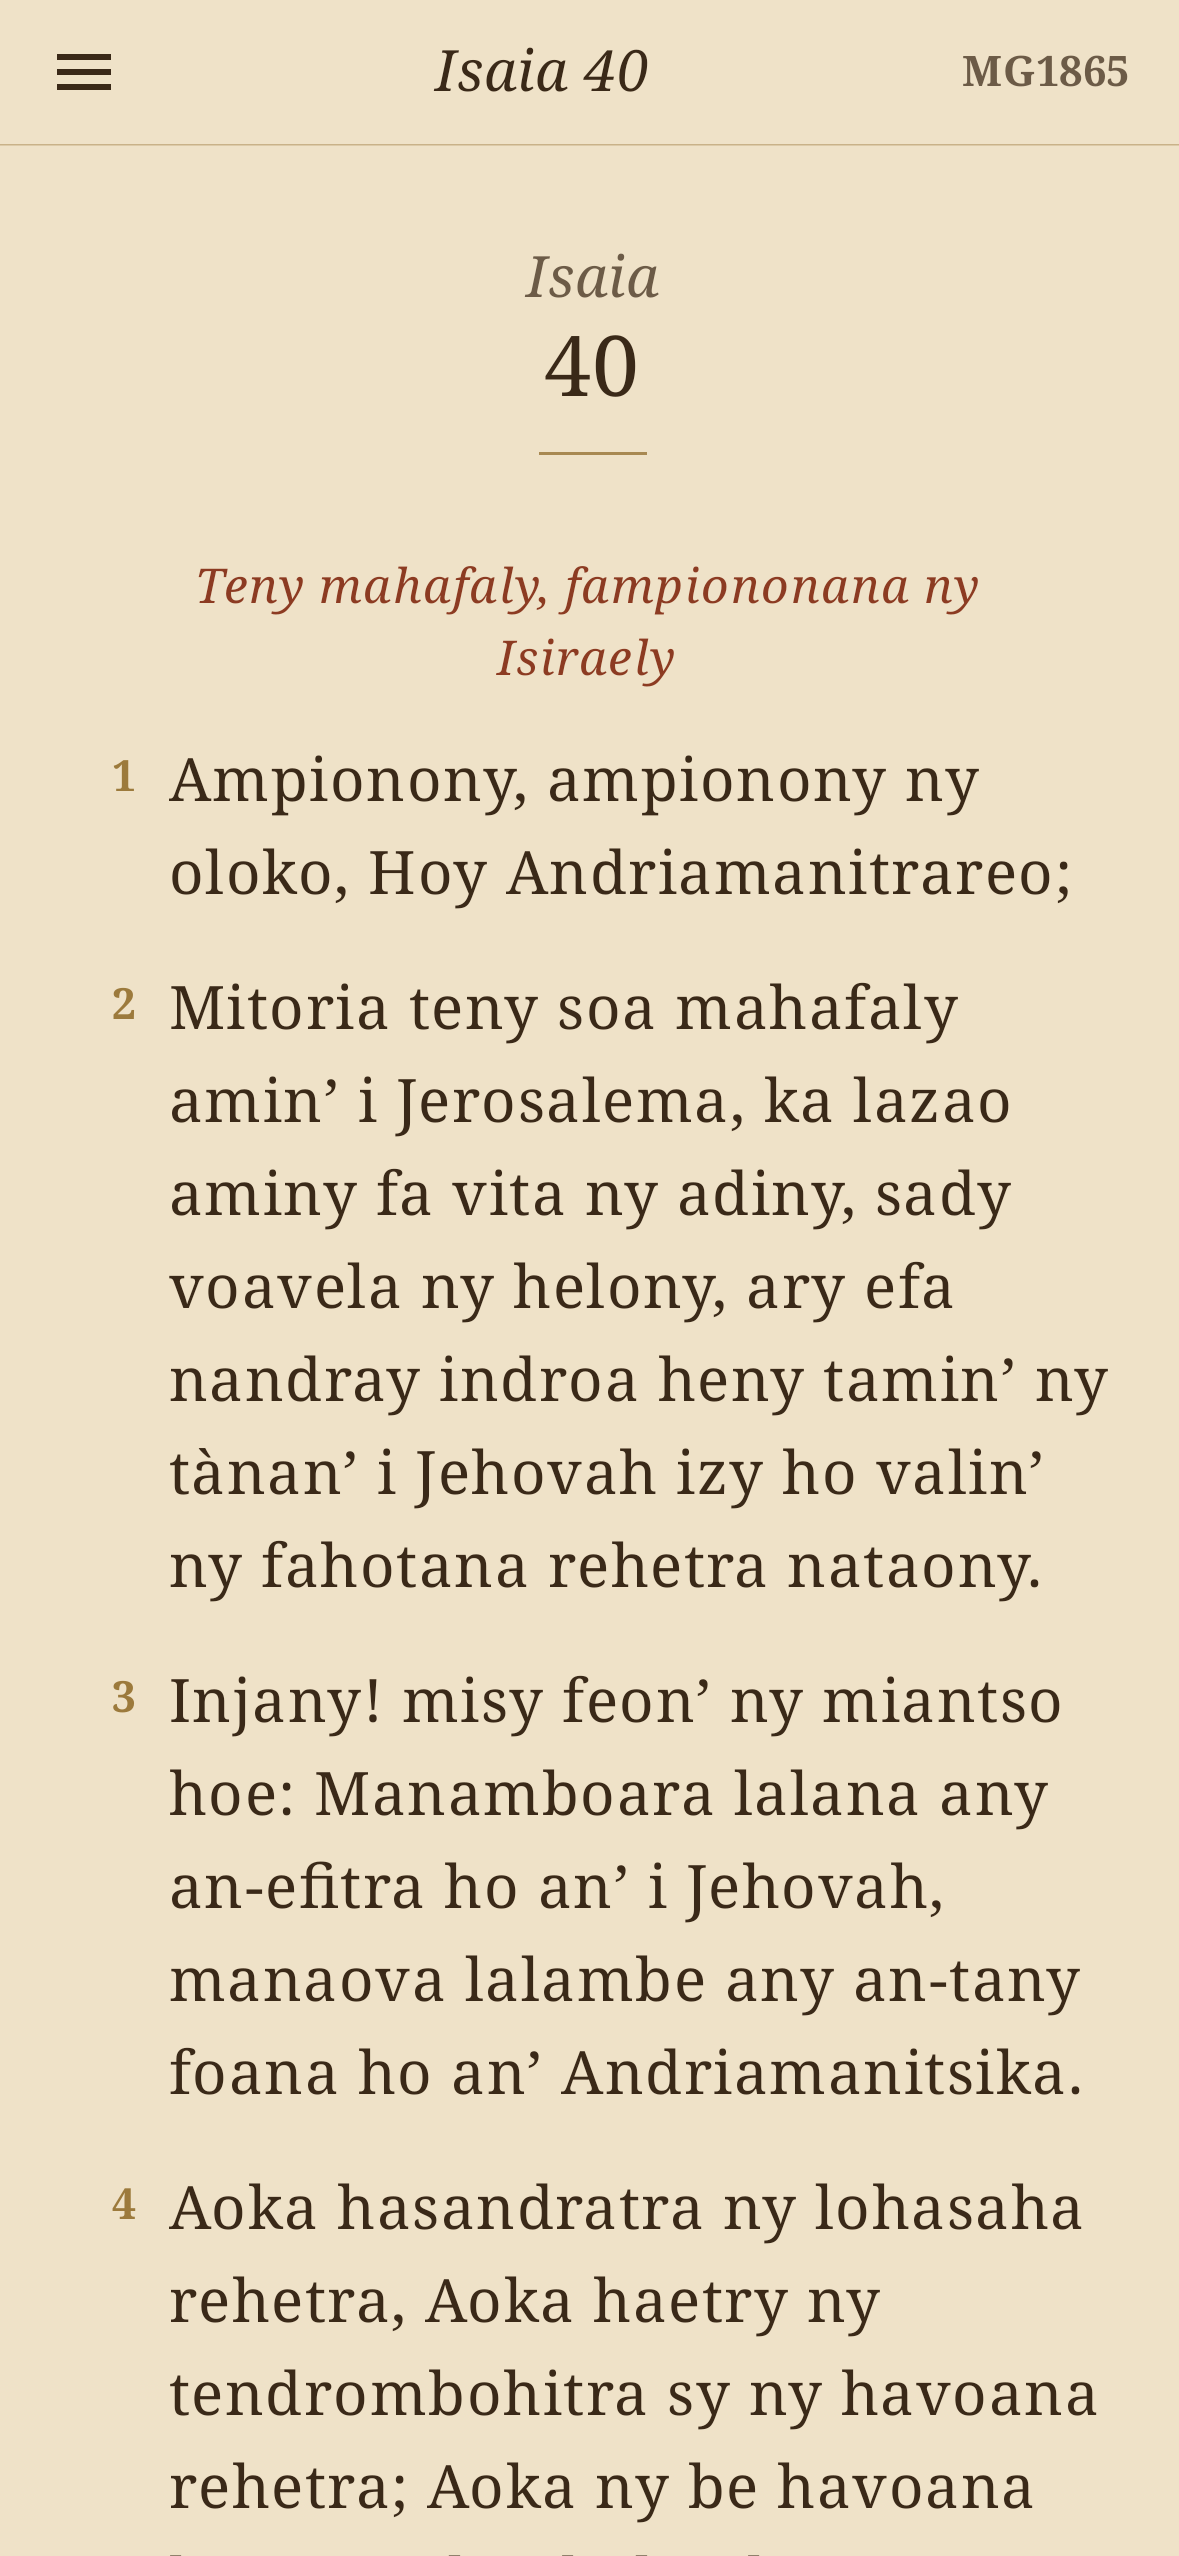 Isaia 40
MG1865
Isaia
40
Teny mahafaly, fampiononana ny
Isiraely
1 Ampionony, ampionony ny
oloko, Hoy Andriamanitrareo;
2 Mitoria teny soa mahafaly
amin’ i Jerosalema, ka lazao
aminy fa vita ny adiny, sady
voavela ny helony, ary efa
nandray indroa heny tamin’ ny
tànan’ i Jehovah izy ho valin’
ny fahotana rehetra nataony.
3 Injany! misy feon’ ny miantso
hoe: Manamboara lalana any
an-efitra ho an’ i Jehovah,
manaova lalambe any an-tany
foana ho an’ Andriamanitsika.
4 Aoka hasandratra ny lohasaha
rehetra, Aoka haetry ny
tendrombohitra sy ny havoana
rehetra; Aoka ny be havoana